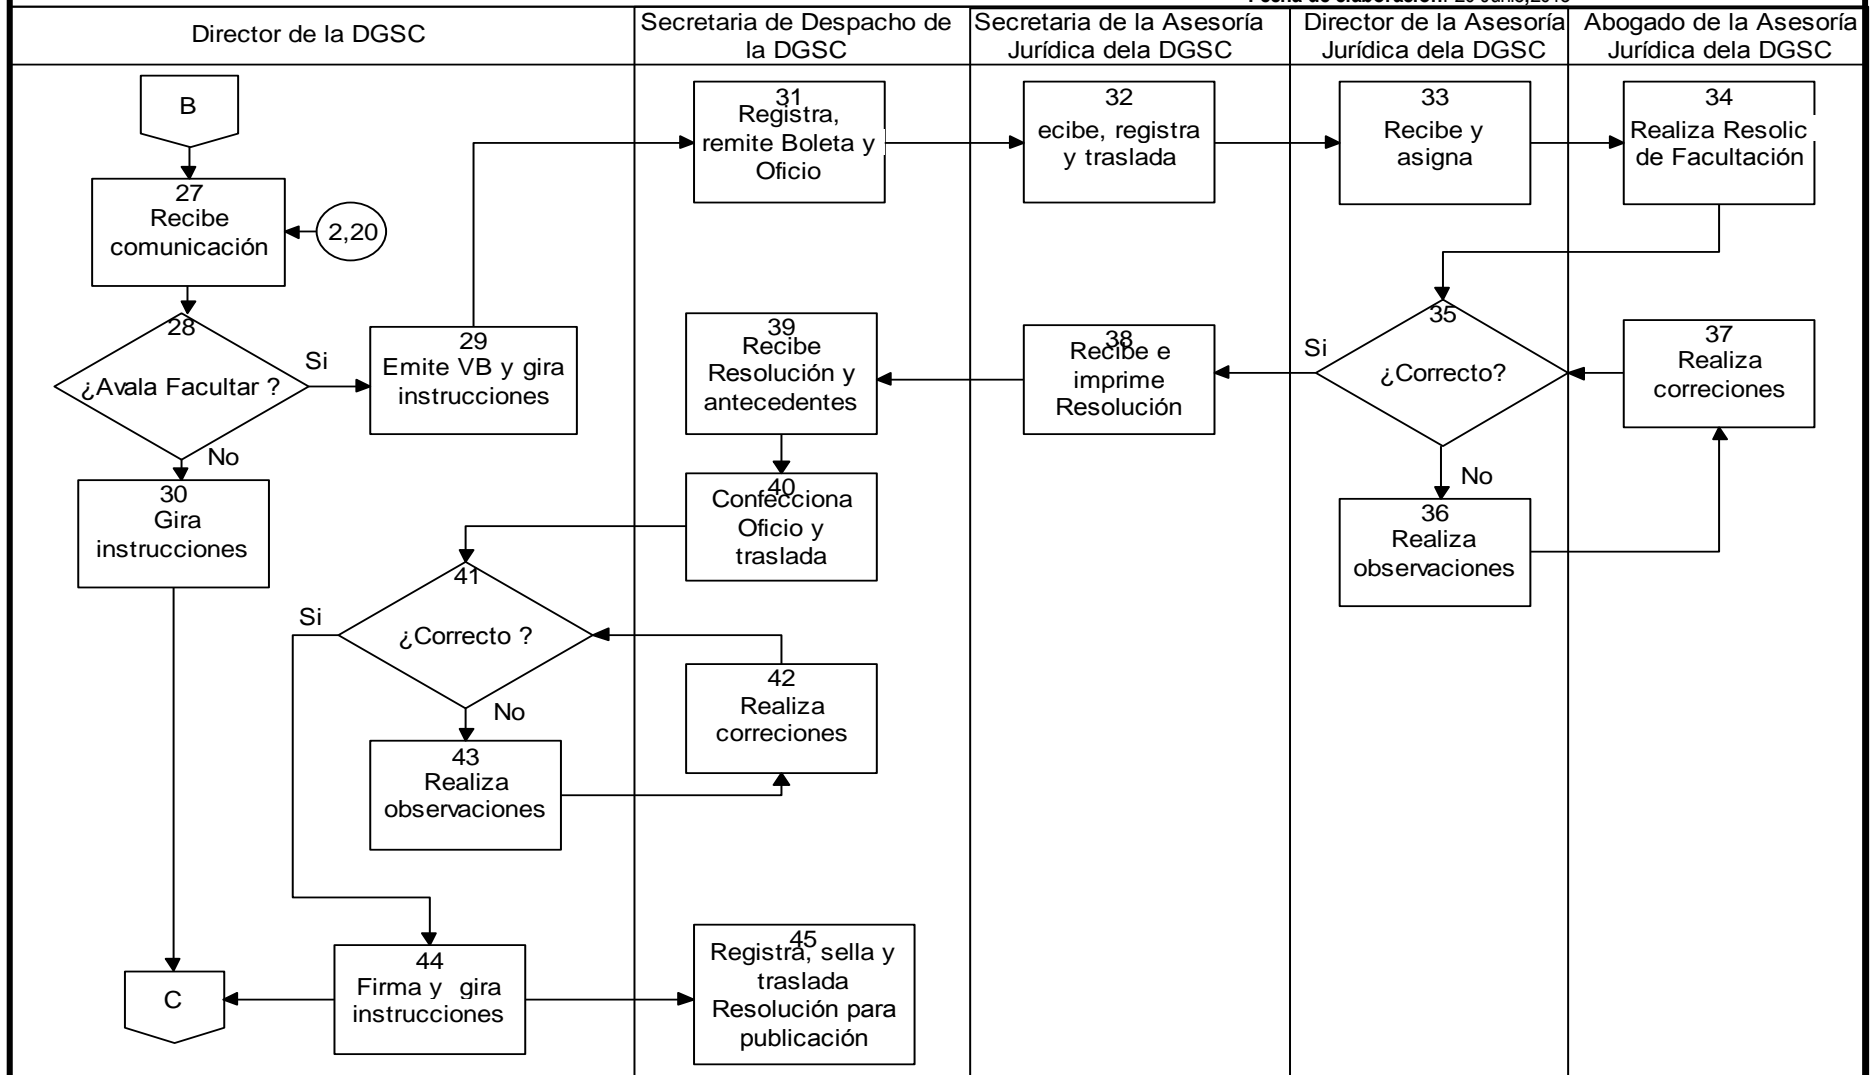 Fecha de elaboración:
Director de la DGSC
Secretaria de Despacho de
la DGSC
Secretaria de la Asesoría
Jurídica dela DGSC
Director de la Asesoría
Jurídica dela DGSC
Abogado de la Asesoría
Jurídica dela DGSC
B
27
Recibe
comunicación
2,20
28
¿Avala Facultar ?
Si
No
29
Emite VB y gira
instrucciones
30
Gira
instrucciones
31
Registra,
remite Boleta y
Oficio
32
ecibe, registra
y traslada
33
Recibe y
asigna
34
Realiza Resolic
de Facultación
35
¿Correcto?
Si
No
36
Realiza
observaciones
37
Realiza
correciones
38
Recibe e
imprime
Resolución
39
Recibe
Resolución y
antecedentes
40
Confecciona
Oficio y
traslada
41
¿Correcto ?
Si
No
42
Realiza
correciones
43
Realiza
observaciones
44
Firma y gira
instrucciones
45
Registra, sella y
traslada
Resolución para
publicación
C